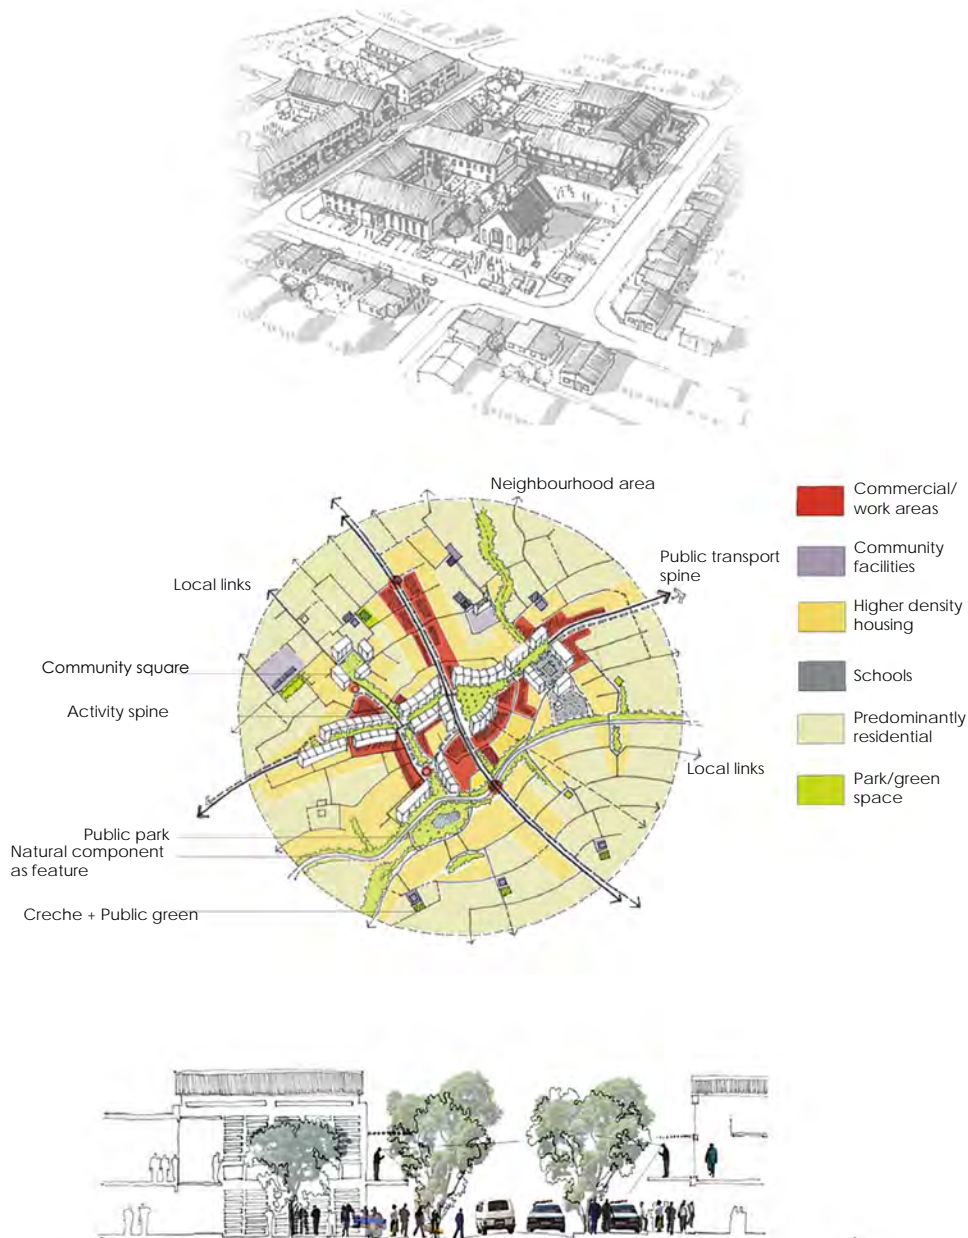 Neighbourhood area
Commercial/
work areas
Public transport
spine
Community
facilities
Local links
Higher density
housing
Community square
Schools
Activity spine
Predominantly
residential
Local links
Park/green
space
Public park
Natural component
as feature
Creche + Public green